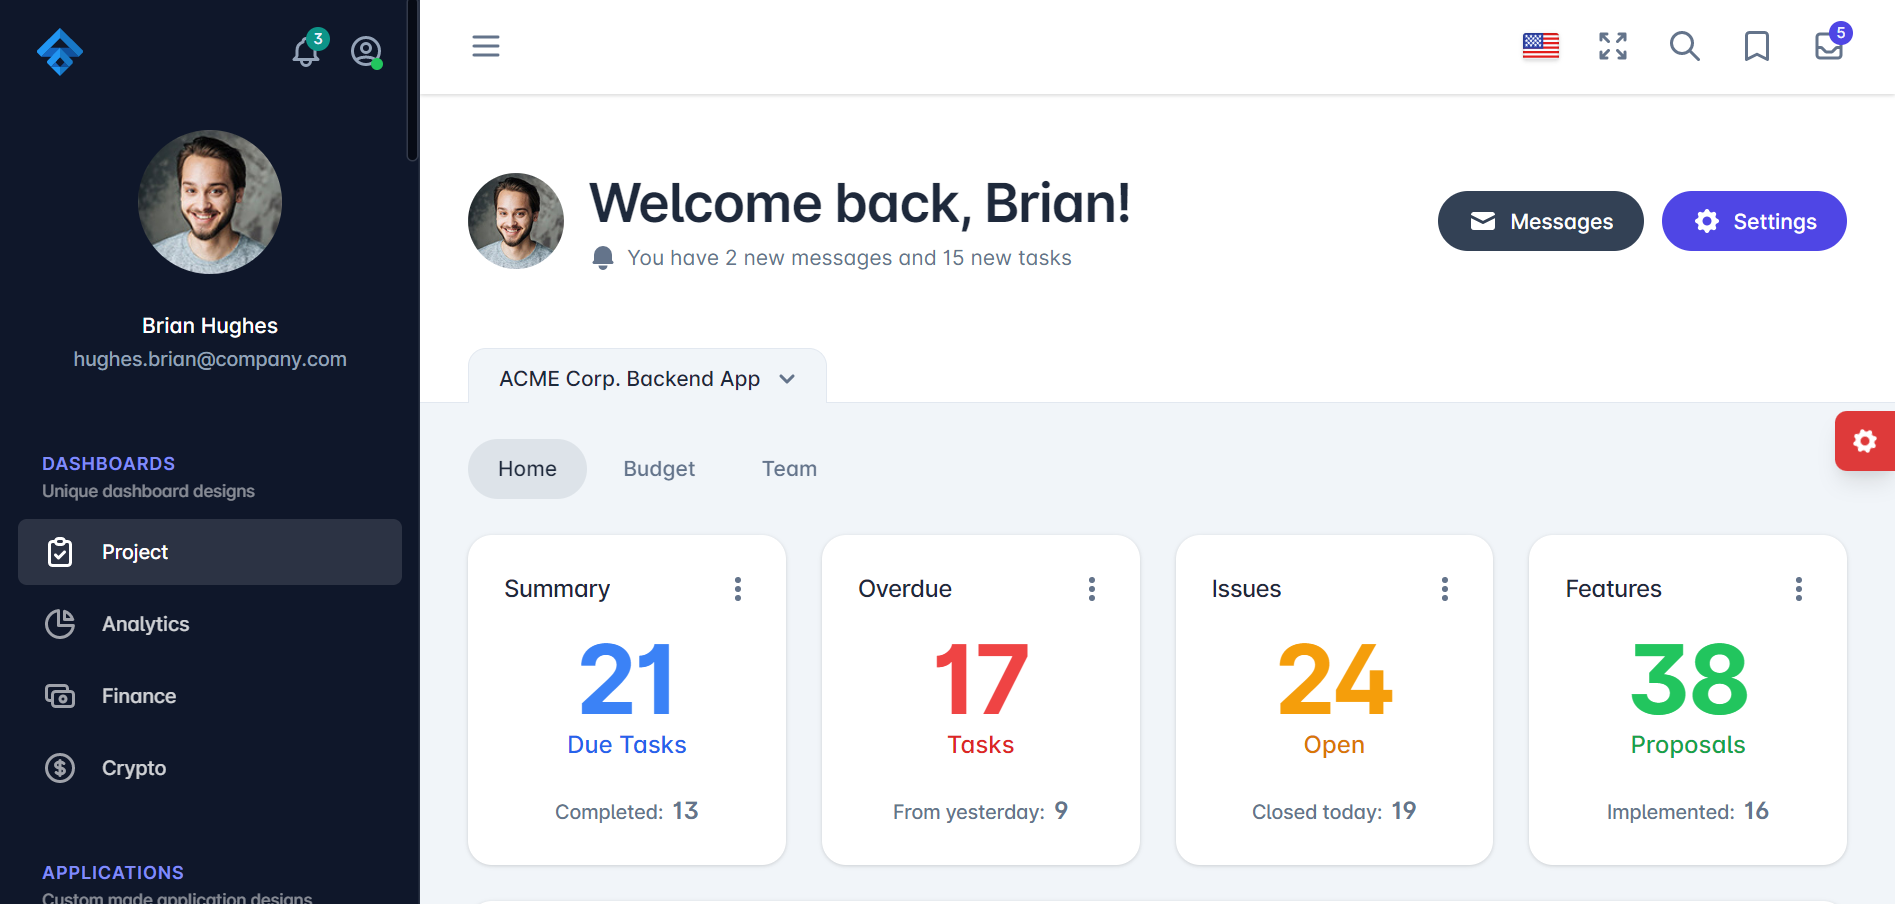 3
5
Brian Hughes
hughes.brian@company.com
DASHBOARDS
Unique dashboard designs
Project
Analytics
Finance
Crypto
APPLICATIONS
Custom made application designs
Welcome back, Brian!
You have 2 new messages and 15 new tasks
Messages
Settings
ACME Corp. Backend App
Home
Budget
Team
Summary
21
Due Tasks
Completed: 13
Overdue
17
Tasks
From yesterday: 9
Issues
24
Open
Closed today: 19
Features
38
Proposals
Implemented: 16